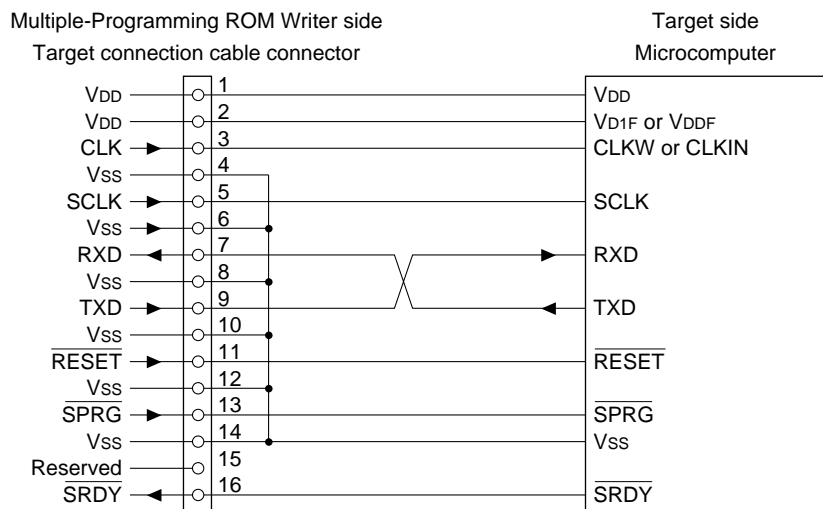 Multiple-Programming ROM Writer side Target side
Target connection cable connector Microcomputer
VDD 1 VDD
VDD 2 VD1F or VDDF
CLK 3 CLKW or CLKIN
VSS 4
SCLK 5 SCLK
VSS 6
RXD 7 RXD
VSS 8
TXD 9 TXD
VSS 10
RESET 11 RESET
VSS 12
SPRG 13 SPRG
VSS 14 VSS
Reserved 15
SRDY 16 SRDY